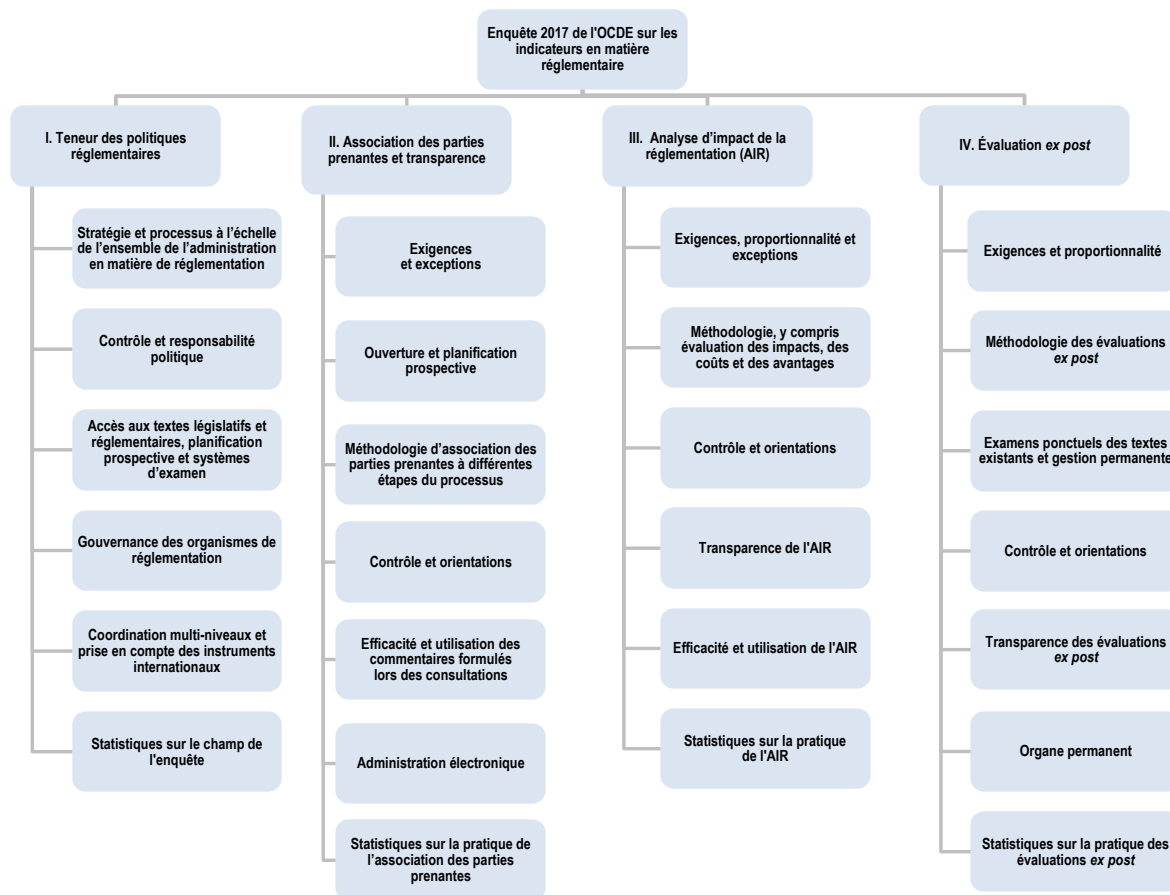 Enquête 2017 de l'OCDE sur les
indicateurs en matière
réglementaire
I. Teneur des politiques
réglementaires
Stratégie et processus à l’échelle
de l’ensemble de l’administration
en matière de réglementation
Contrôle et responsabilité
politique
Accès aux textes législatifs et
réglementaires, planification
prospective et systèmes
d’examen
Gouvernance des organismes de
réglementation
Coordination multi-niveaux et
prise en compte des instruments
internationaux
Statistiques sur le champ de
l'enquête
II. Association des parties
prenantes et transparence
Exigences
et exceptions
Ouverture et planification
prospective
Méthodologie d’association des
parties prenantes à différentes
étapes du processus
Contrôle et orientations
Efficacité et utilisation des
commentaires formulés
lors des consultations
Administration électronique
Statistiques sur la pratique de
l’association des parties
prenantes
III. Analyse d’impact de la
réglementation (AIR)
Exigences, proportionnalité et
exceptions
Méthodologie, y compris
évaluation des impacts, des
coûts et des avantages
Contrôle et orientations
Transparence de l'AIR
Efficacité et utilisation de l'AIR
Statistiques sur la pratique
de l'AIR
IV. Évaluation ex post
Exigences et proportionnalité
Méthodologie des évaluations
ex post
Examens ponctuels des textes
existants et gestion permanente
Contrôle et orientations
Transparence des évaluations
ex post
Organe permanent
Statistiques sur la pratique des
évaluations ex post